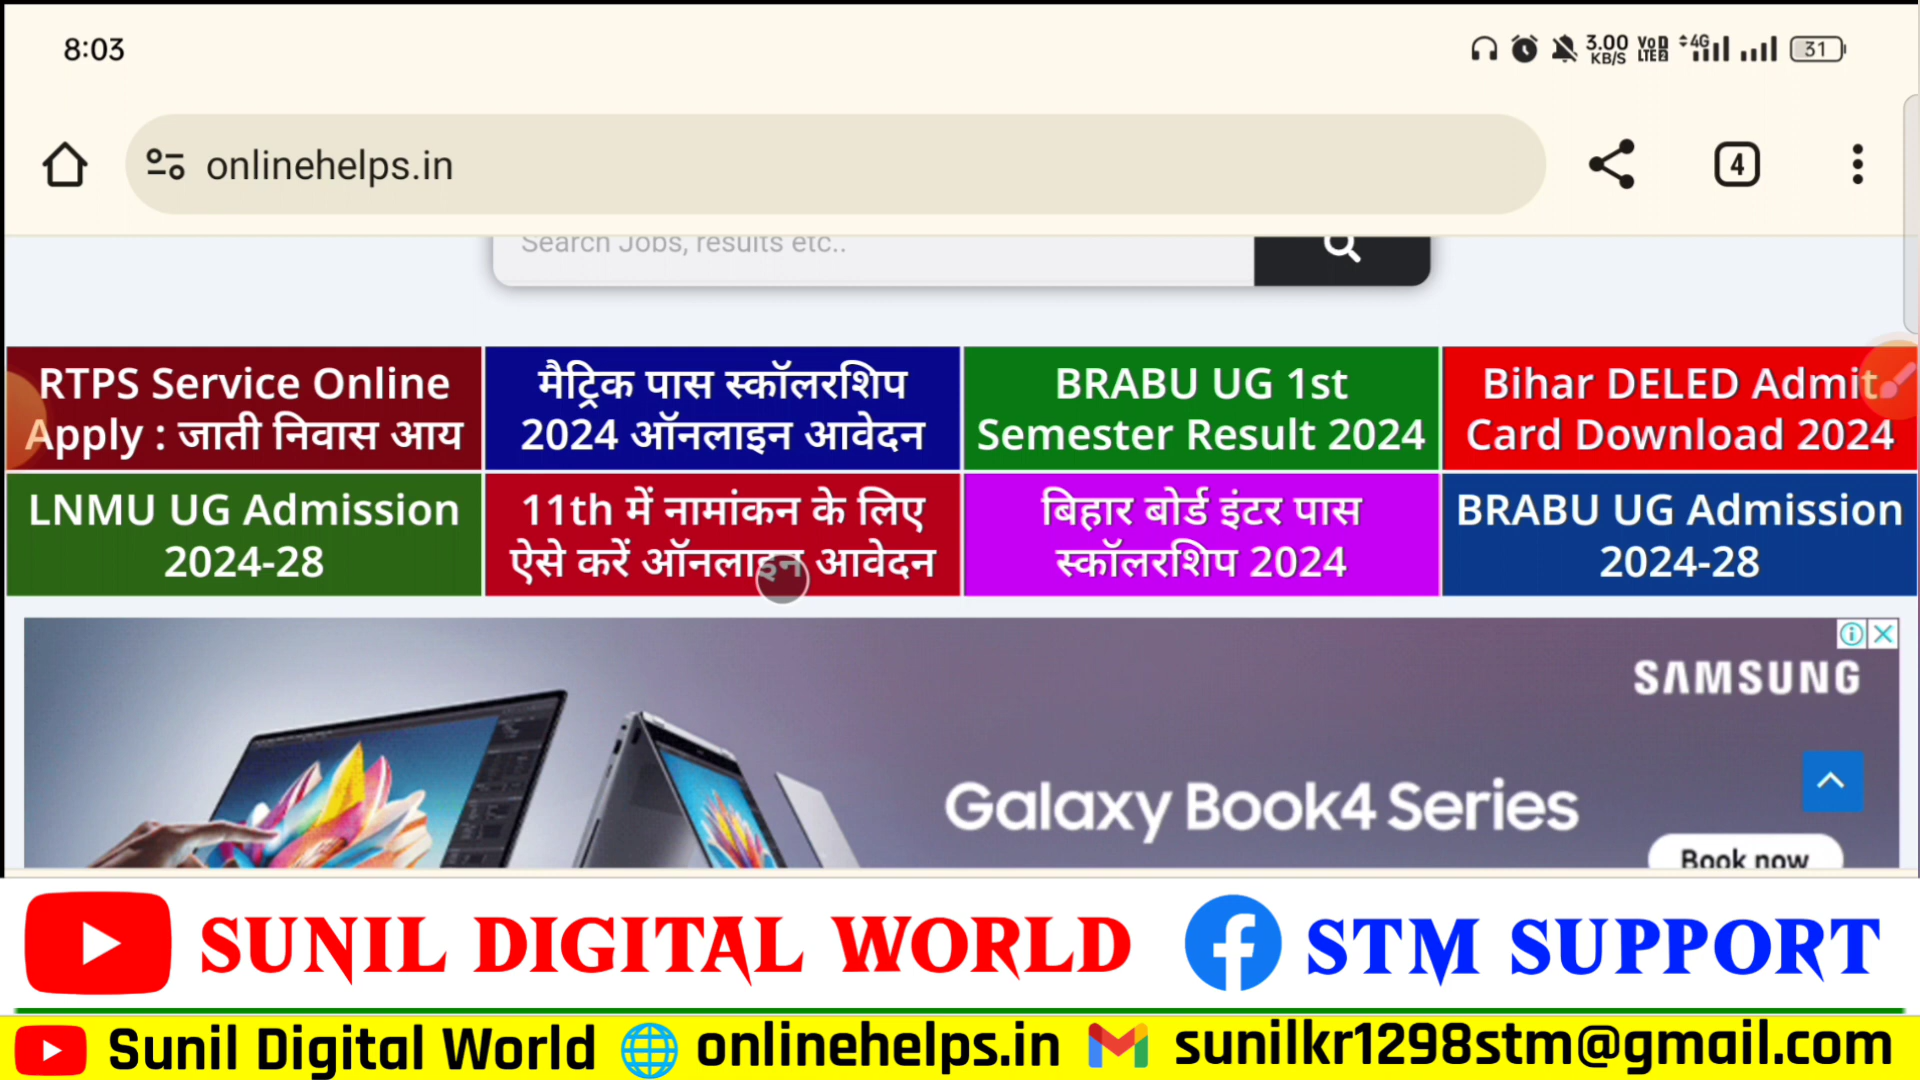 8:03
3.00 KB/S VoD LTE2 4G 31
onlinehelps.in
4
Search Jobs, results etc..
RTPS Service Online
Apply : जाती निवास आय
मैट्रिक पास स्कॉलरशिप
2024 ऑनलाइन आवेदन
BRABU UG 1st
Semester Result 2024
Bihar DELED Admit
Card Download 2024
LNMU UG Admission
2024-28
11th में नामांकन के लिए
ऐसे करें ऑनलाइन आवेदन
बिहार बोर्ड इंटर पास
स्कॉलरशिप 2024
BRABU UG Admission
2024-28
SAMSUNG
Galaxy Book4 Series
Book now
SUNIL DIGITAL WORLD STM SUPPORT
Sunil Digital World onlinehelps.in sunilkr1298stm@gmail.com